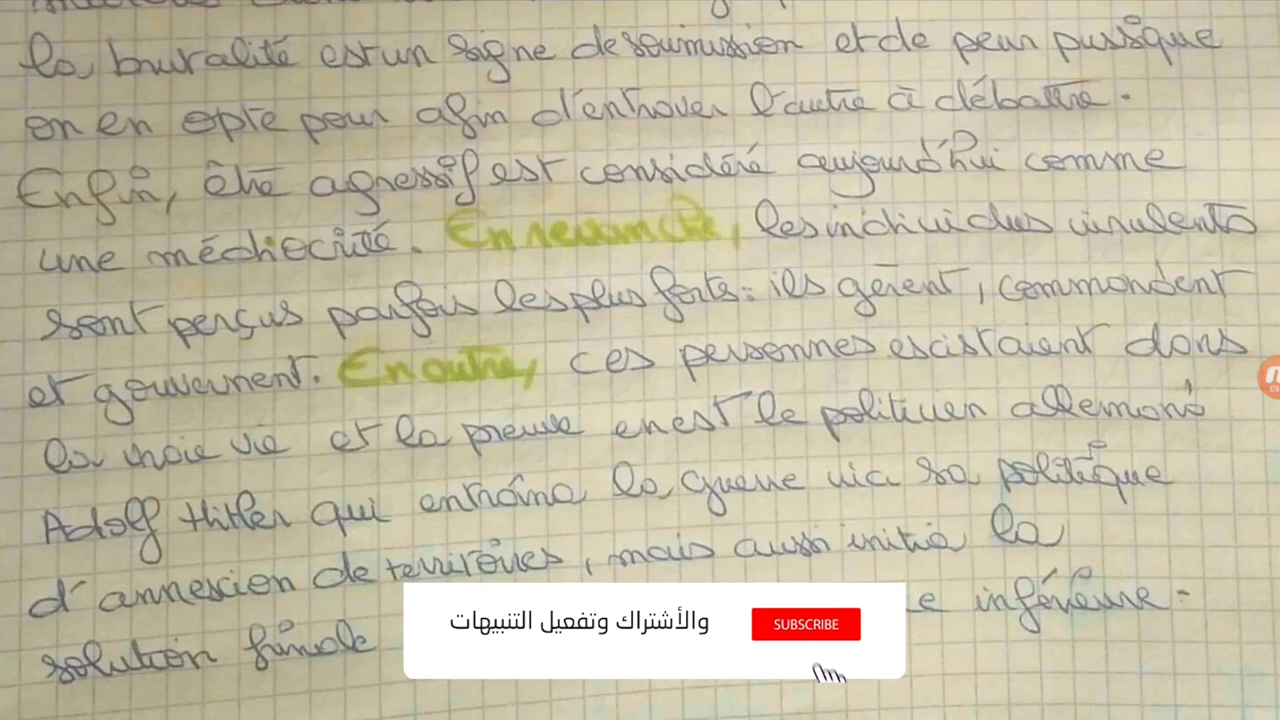 la brutalité est un signe de soumission et de peur puisque
on en opte pour afin d'entraver l'autre à débattre.
Enfin, être agressif est considéré aujourd'hui comme
une médiocrité. En revanche, les individus virulents
sont perçus parfois les plus forts : ils gèrent, commandent
et gouvernent. En outre, ces personnes existaient dans
la vraie vie et la preuve en est le politicien allemand
Adolf Hitler qui entraîna la guerre via sa politique
d'annexion de territoires, mais aussi initia la
solution finale
e inférieure.
والأشتراك وتفعيل التنبيهات
SUBSCRIBE
09